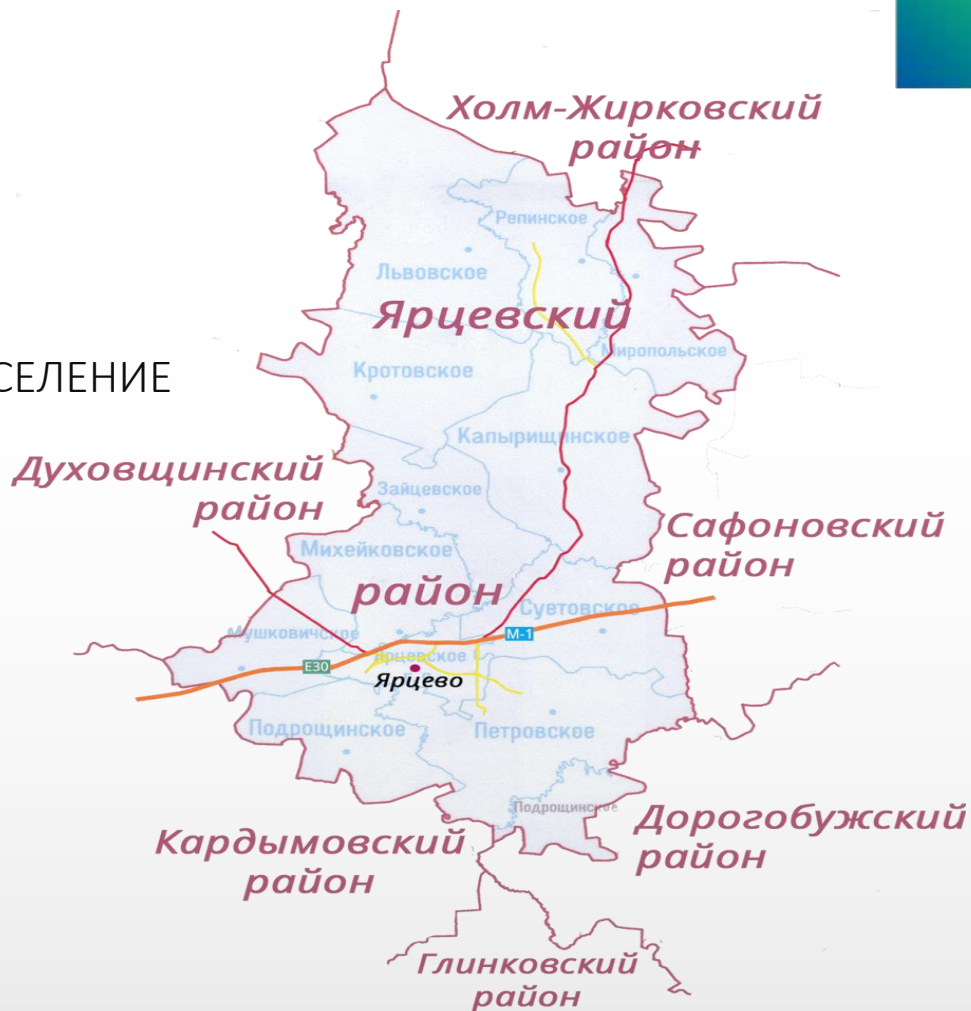 Холм-Жирковский
район
Репинское
Львовское
Ярцевский
Миропольское
СЕЛЕНИЕ
Кротовское
Капырищинское
Духовщинский
район
Зайцевское
Сафоновский
район
Михейковское
район
Суетовское
Мушковичское
М-1
Ярцевское
E30
Ярцево
Подрощинское
Петровское
Подрощинское
Дорогобужский
район
Кардымовский
район
Глинковский
район